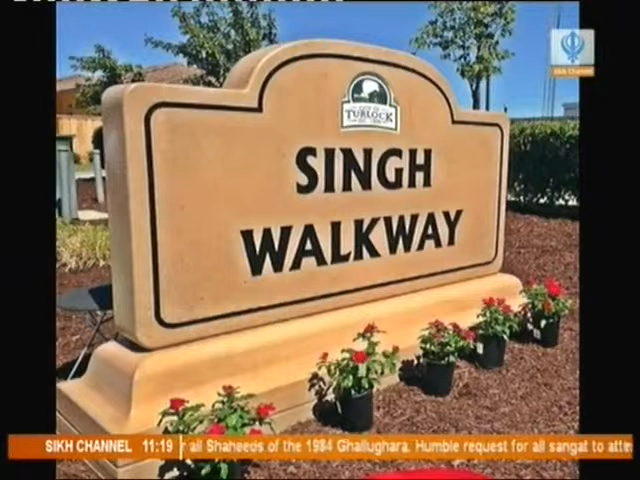 Sikh Channel
CITY OF
TURLOCK
SINGH
WALKWAY
SIKH CHANNEL 11:19 r all Shaheeds of the 1984 Ghallughara. Humble request for all sangat to atte